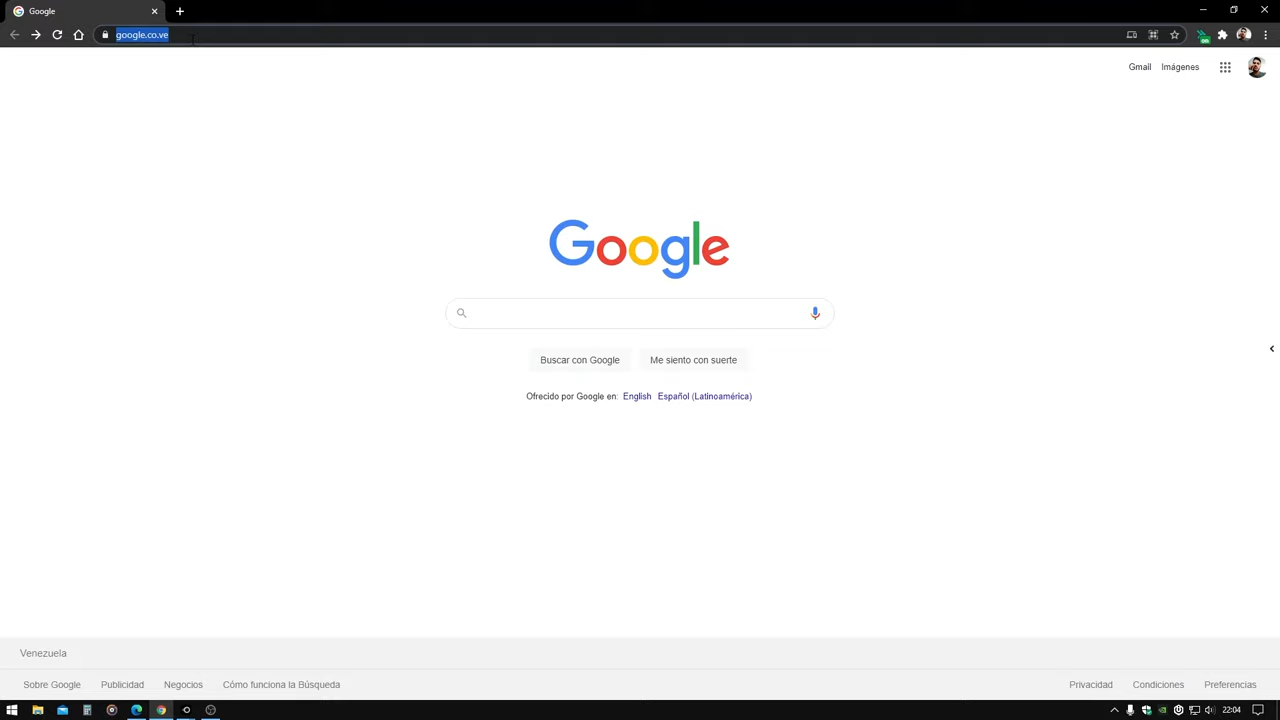 Google
google.co.ve
Gmail Imágenes
Google
Buscar con Google Me siento con suerte
Ofrecido por Google en: English Español (Latinoamérica)
Venezuela
Sobre Google Publicidad Negocios Cómo funciona la Búsqueda Privacidad Condiciones Preferencias
22:04